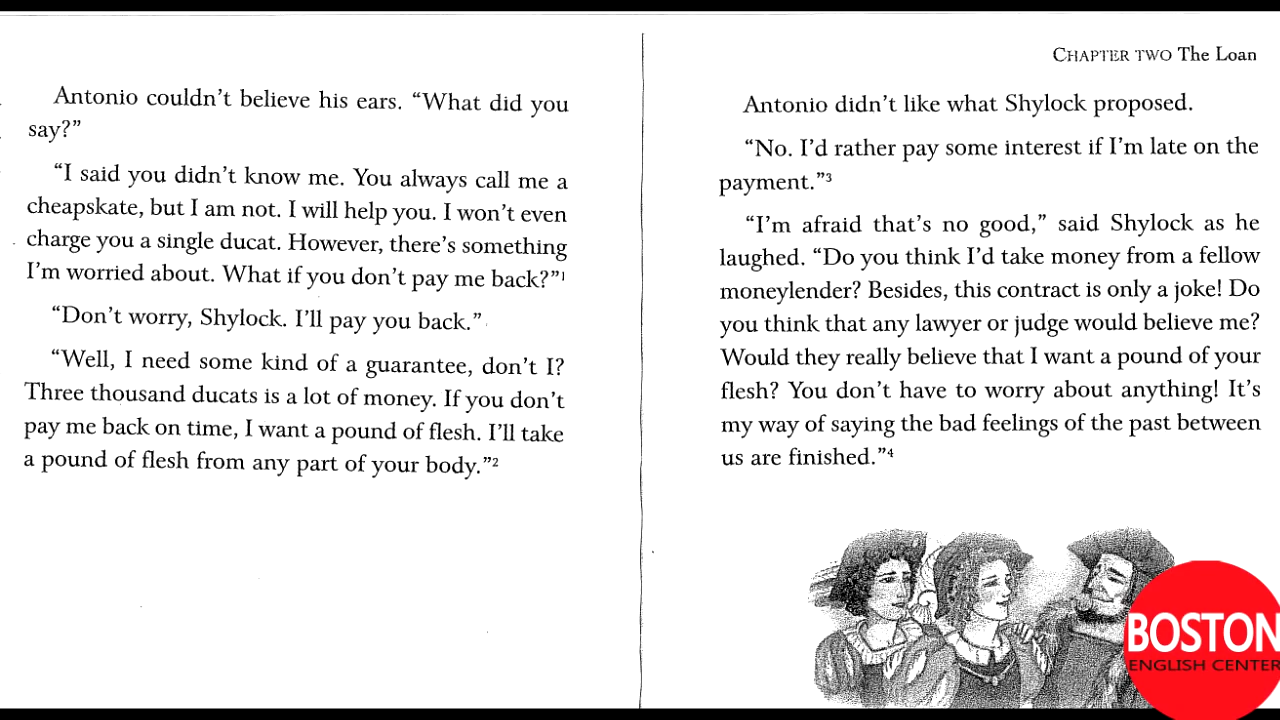 Antonio couldn't believe his ears. “What did you
say?”
“I said you didn't know me. You always call me a
cheapskate, but I am not. I will help you. I won't even
charge you a single ducat. However, there's something
I'm worried about. What if you don't pay me back?”¹
“Don't worry, Shylock. I'll pay you back.”
“Well, I need some kind of a guarantee, don't I?
Three thousand ducats is a lot of money. If you don't
pay me back on time, I want a pound of flesh. I'll take
a pound of flesh from any part of your body.”²
CHAPTER TWO The Loan
Antonio didn't like what Shylock proposed.
“No. I'd rather pay some interest if I'm late on the
payment.”³
“I'm afraid that's no good,” said Shylock as he
laughed. “Do you think I'd take money from a fellow
moneylender? Besides, this contract is only a joke! Do
you think that any lawyer or judge would believe me?
Would they really believe that I want a pound of your
flesh? You don't have to worry about anything! It's
my way of saying the bad feelings of the past between
us are finished.”⁴
BOSTON
ENGLISH CENTER